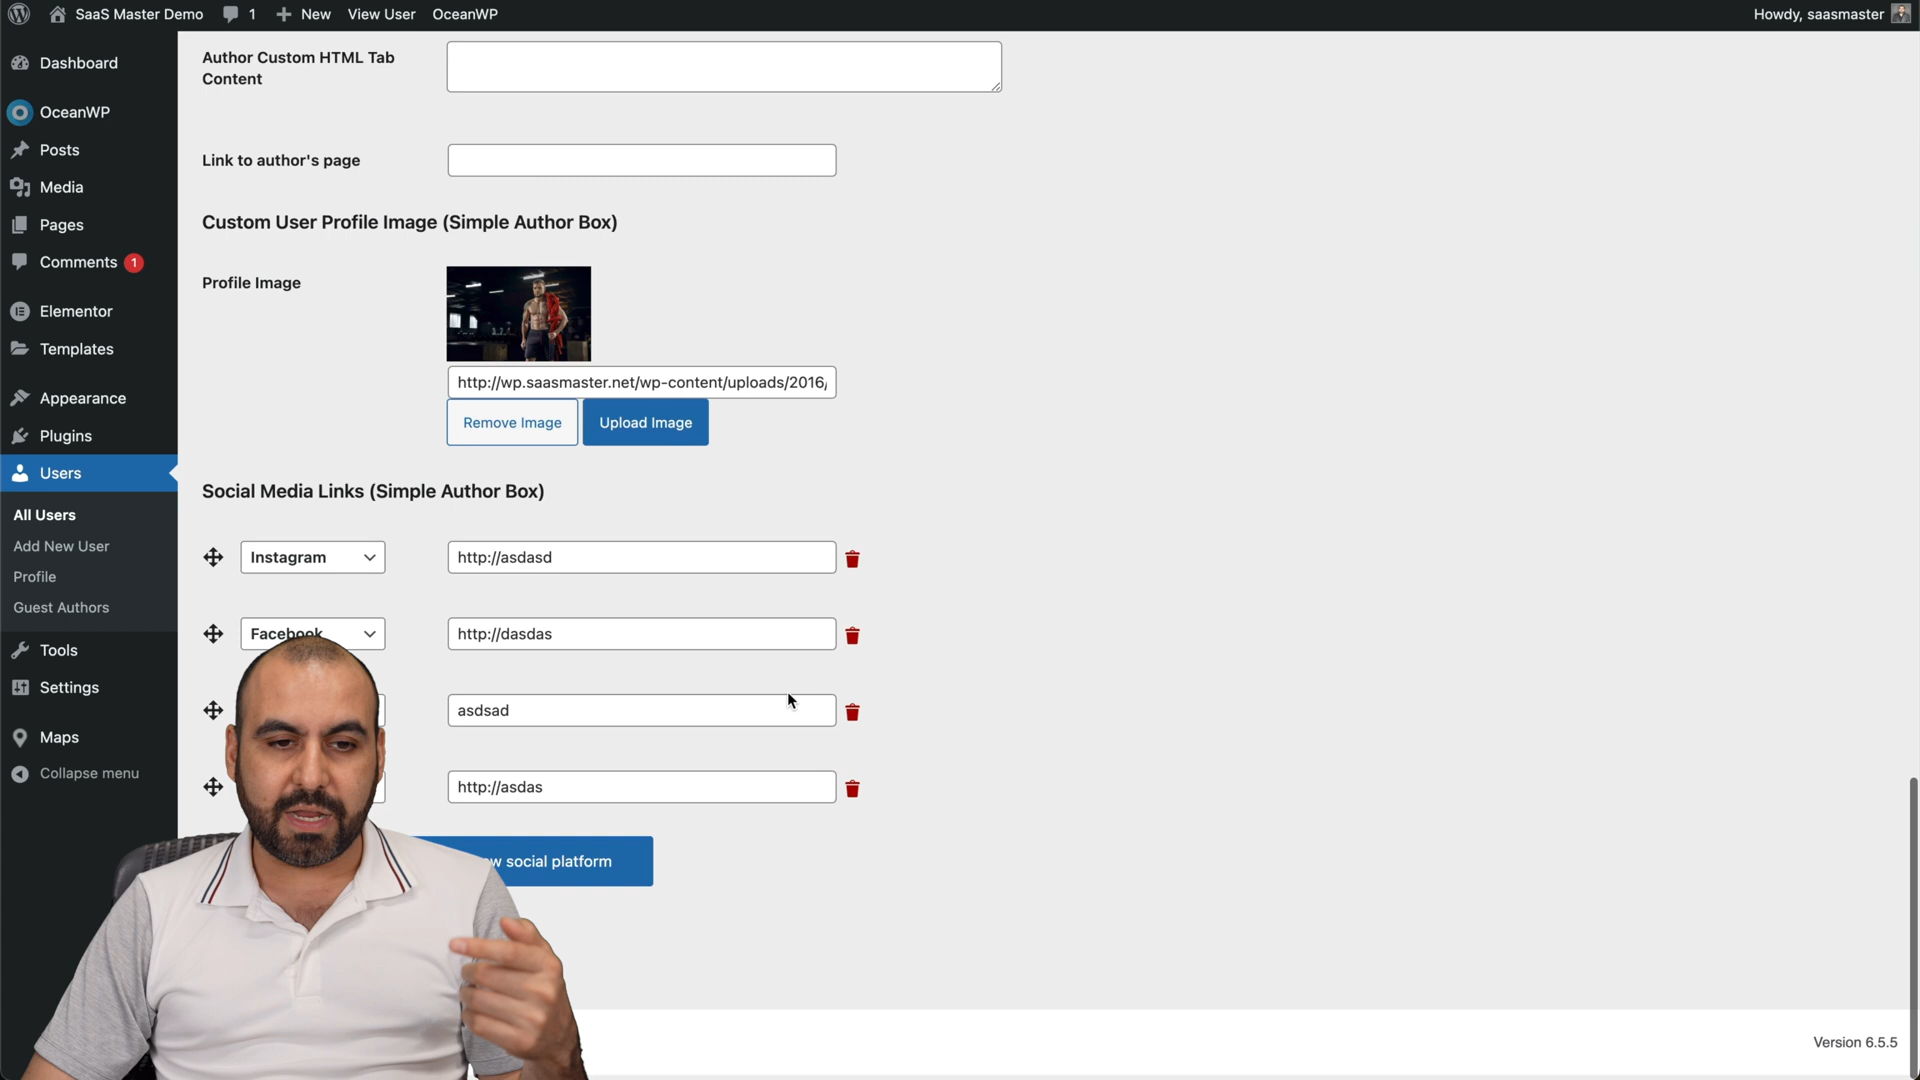 SaaS Master Demo 1 New View User OceanWP Howdy, saasmaster
Dashboard
OceanWP
Posts
Media
Pages
Comments 1
Elementor
Templates
Appearance
Plugins
Users
All Users
Add New User
Profile
Guest Authors
Tools
Settings
Maps
Collapse menu
Author Custom HTML Tab
Content
Link to author's page
Custom User Profile Image (Simple Author Box)
Profile Image
http://wp.saasmaster.net/wp-content/uploads/2016/
Remove Image Upload Image
Social Media Links (Simple Author Box)
Instagram http://asdasd
Facebook http://dasdas
asdsad
http://asdas
social platform
Version 6.5.5